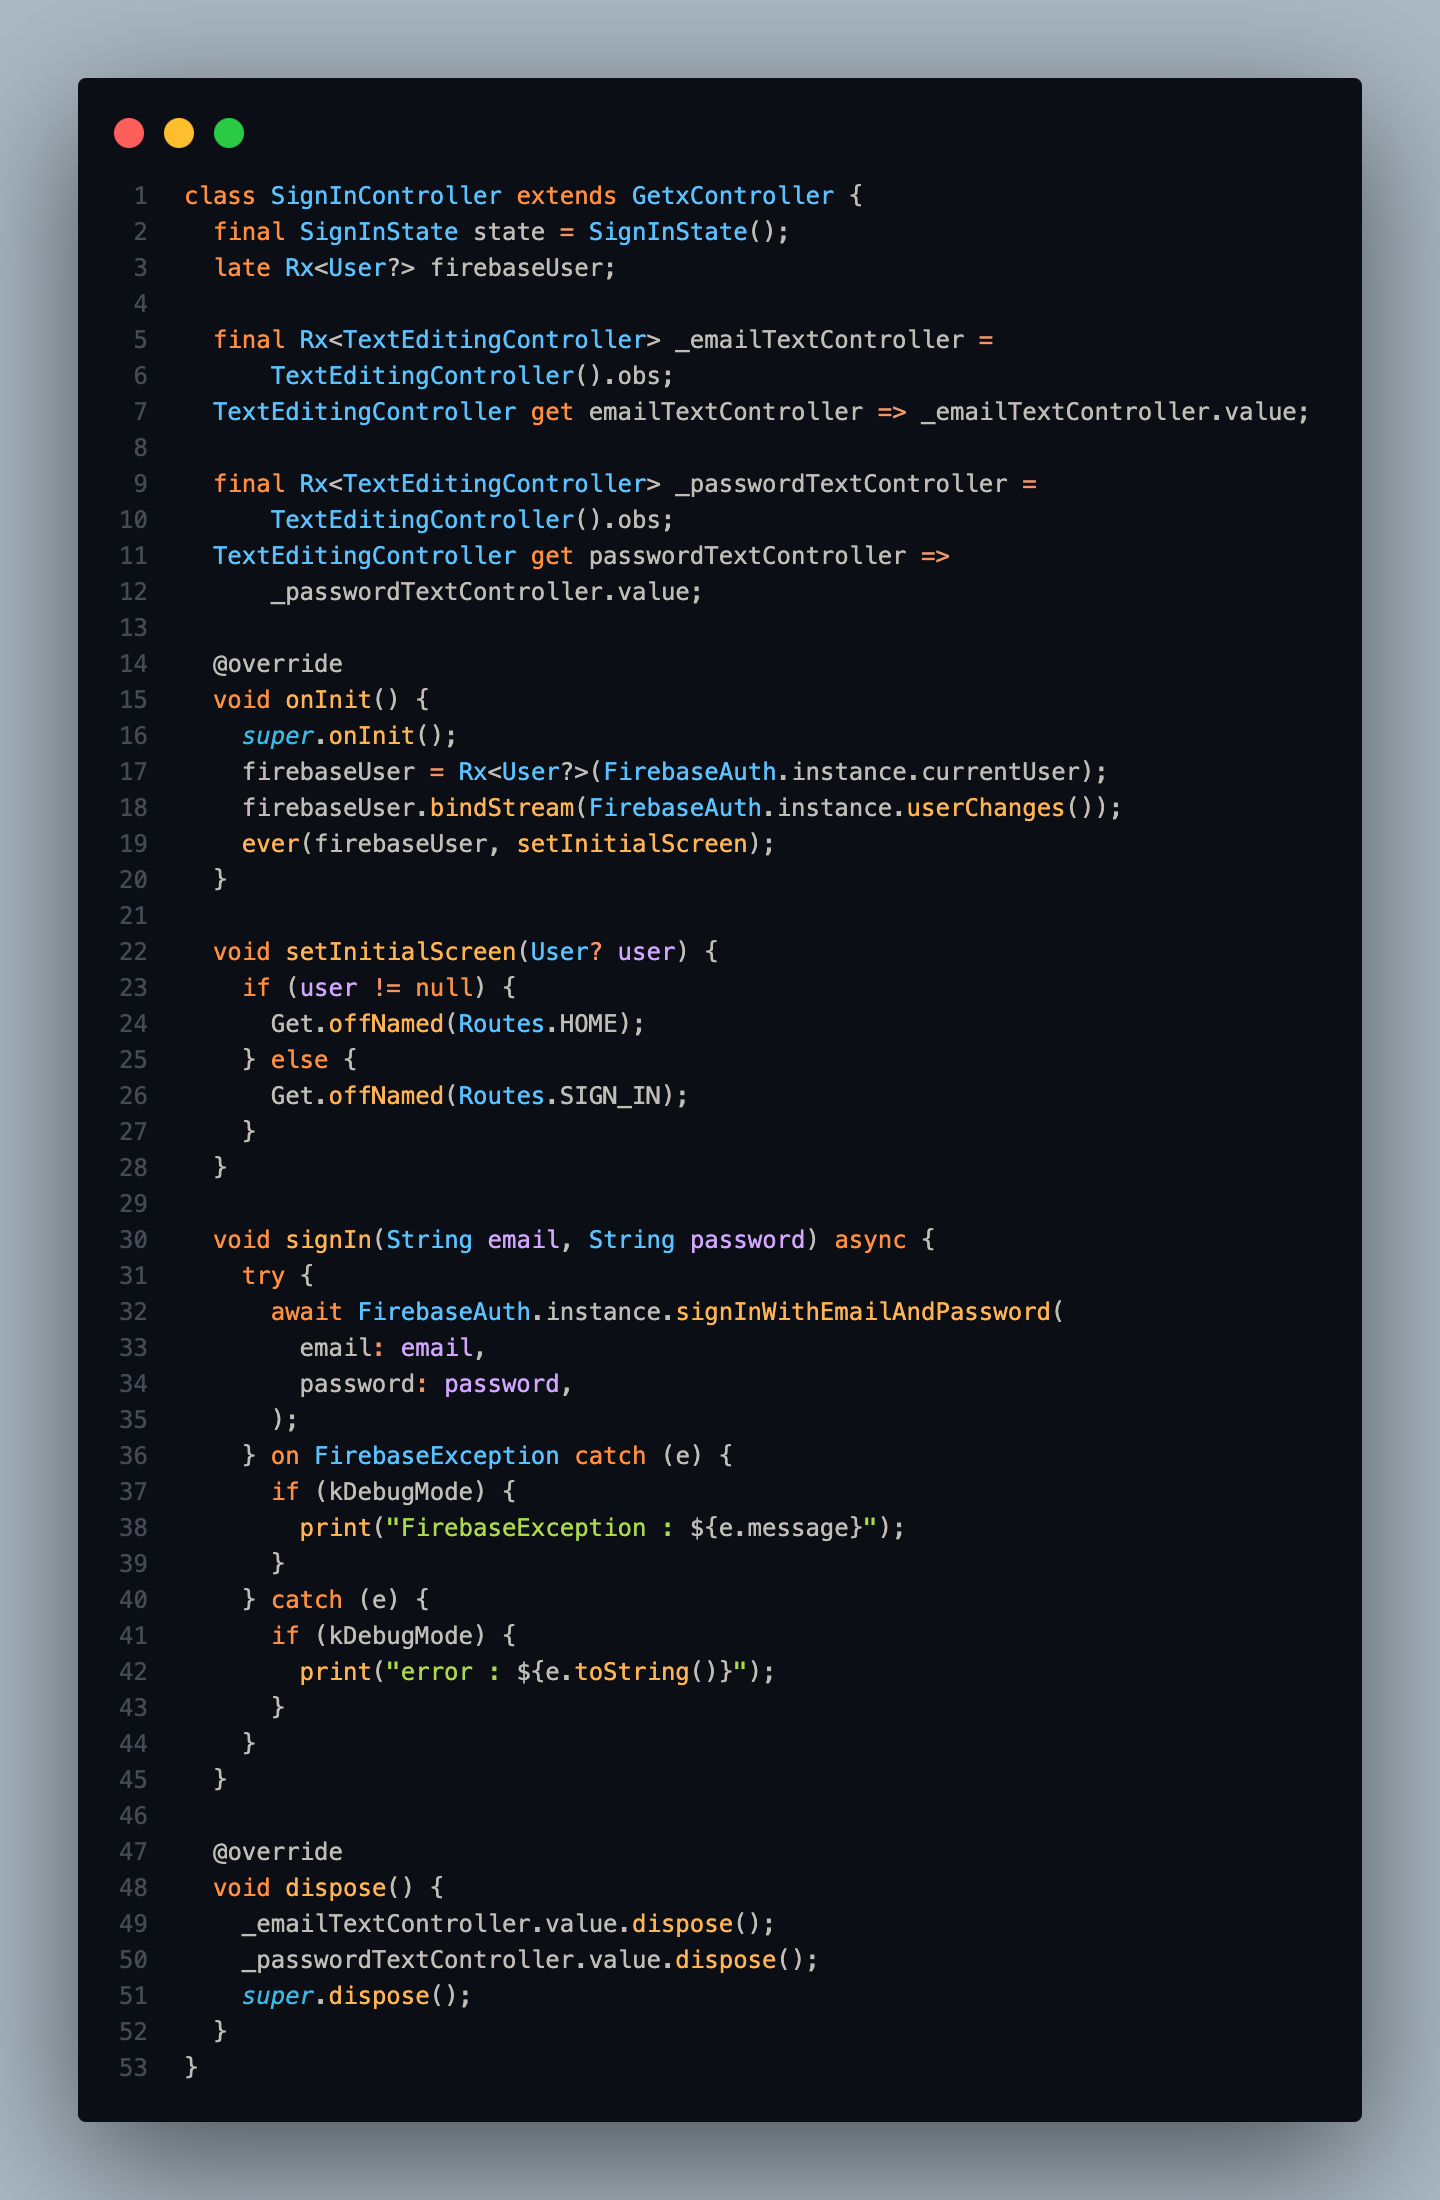 1 class SignInController extends GetxController {
2   final SignInState state = SignInState();
3   late Rx<User?> firebaseUser;
4
5   final Rx<TextEditingController> _emailTextController =
6       TextEditingController().obs;
7   TextEditingController get emailTextController => _emailTextController.value;
8
9   final Rx<TextEditingController> _passwordTextController =
10       TextEditingController().obs;
11   TextEditingController get passwordTextController =>
12       _passwordTextController.value;
13
14   @override
15   void onInit() {
16     super.onInit();
17     firebaseUser = Rx<User?>(FirebaseAuth.instance.currentUser);
18     firebaseUser.bindStream(FirebaseAuth.instance.userChanges());
19     ever(firebaseUser, setInitialScreen);
20   }
21
22   void setInitialScreen(User? user) {
23     if (user != null) {
24       Get.offNamed(Routes.HOME);
25     } else {
26       Get.offNamed(Routes.SIGN_IN);
27     }
28   }
29
30   void signIn(String email, String password) async {
31     try {
32       await FirebaseAuth.instance.signInWithEmailAndPassword(
33         email: email,
34         password: password,
35       );
36     } on FirebaseException catch (e) {
37       if (kDebugMode) {
38         print("FirebaseException : ${e.message}");
39       }
40     } catch (e) {
41       if (kDebugMode) {
42         print("error : ${e.toString()}");
43       }
44     }
45   }
46
47   @override
48   void dispose() {
49     _emailTextController.value.dispose();
50     _passwordTextController.value.dispose();
51     super.dispose();
52   }
53 }